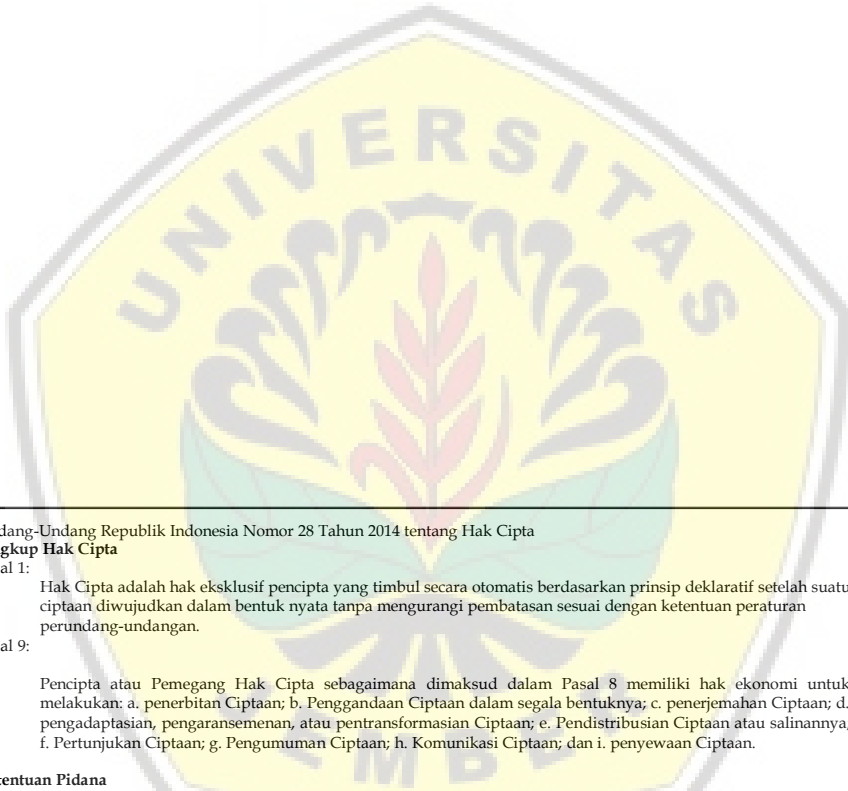 UNIVERSITAS
dang-Undang Republik Indonesia Nomor 28 Tahun 2014 tentang Hak Cipta
gkup Hak Cipta
al 1:
Hak Cipta adalah hak eksklusif pencipta yang timbul secara otomatis berdasarkan prinsip deklaratif setelah suatu
ciptaan diwujudkan dalam bentuk nyata tanpa mengurangi pembatasan sesuai dengan ketentuan peraturan
perundang-undangan.
al 9:
Pencipta atau Pemegang Hak Cipta sebagaimana dimaksud dalam Pasal 8 memiliki hak ekonomi untuk
melakukan: a. penerbitan Ciptaan; b. Penggandaan Ciptaan dalam segala bentuknya; c. penerjemahan Ciptaan; d.
pengadaptasian, pengaransemenan, atau pentransformasian Ciptaan; e. Pendistribusian Ciptaan atau salinannya;
f. Pertunjukan Ciptaan; g. Pengumuman Ciptaan; h. Komunikasi Ciptaan; dan i. penyewaan Ciptaan.
JEMBER
entuan Pidana